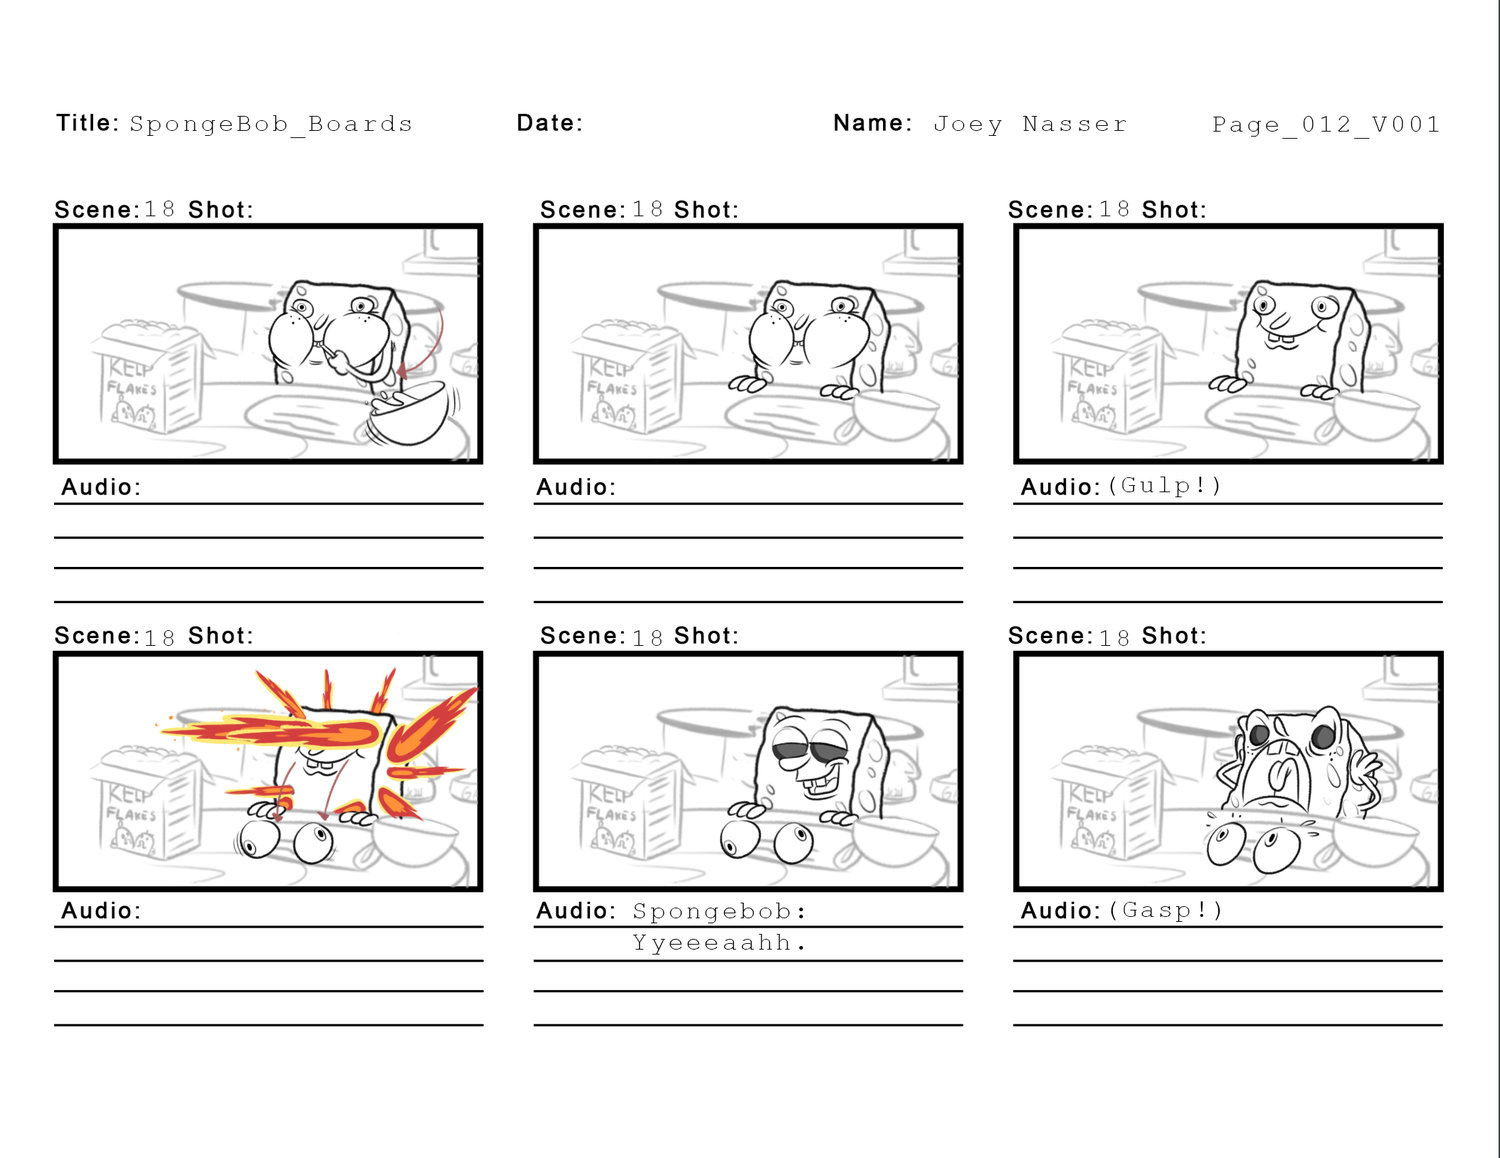 Title: SpongeBob_Boards Date: Name: Joey Nasser Page_012_V001
Scene: 18 Shot: Scene: 18 Shot: Scene: 18 Shot:
KELP
FLAKES
KELP
FLAKES
KELP
FLAKES
Audio: Audio: Audio: (Gulp!)
Scene: 18 Shot: Scene: 18 Shot: Scene: 18 Shot:
KELP
FLAKES
KELP
FLAKES
KELP
FLAKES
Audio: Audio: Spongebob: Audio: (Gasp!)
Yyeeeaahh.